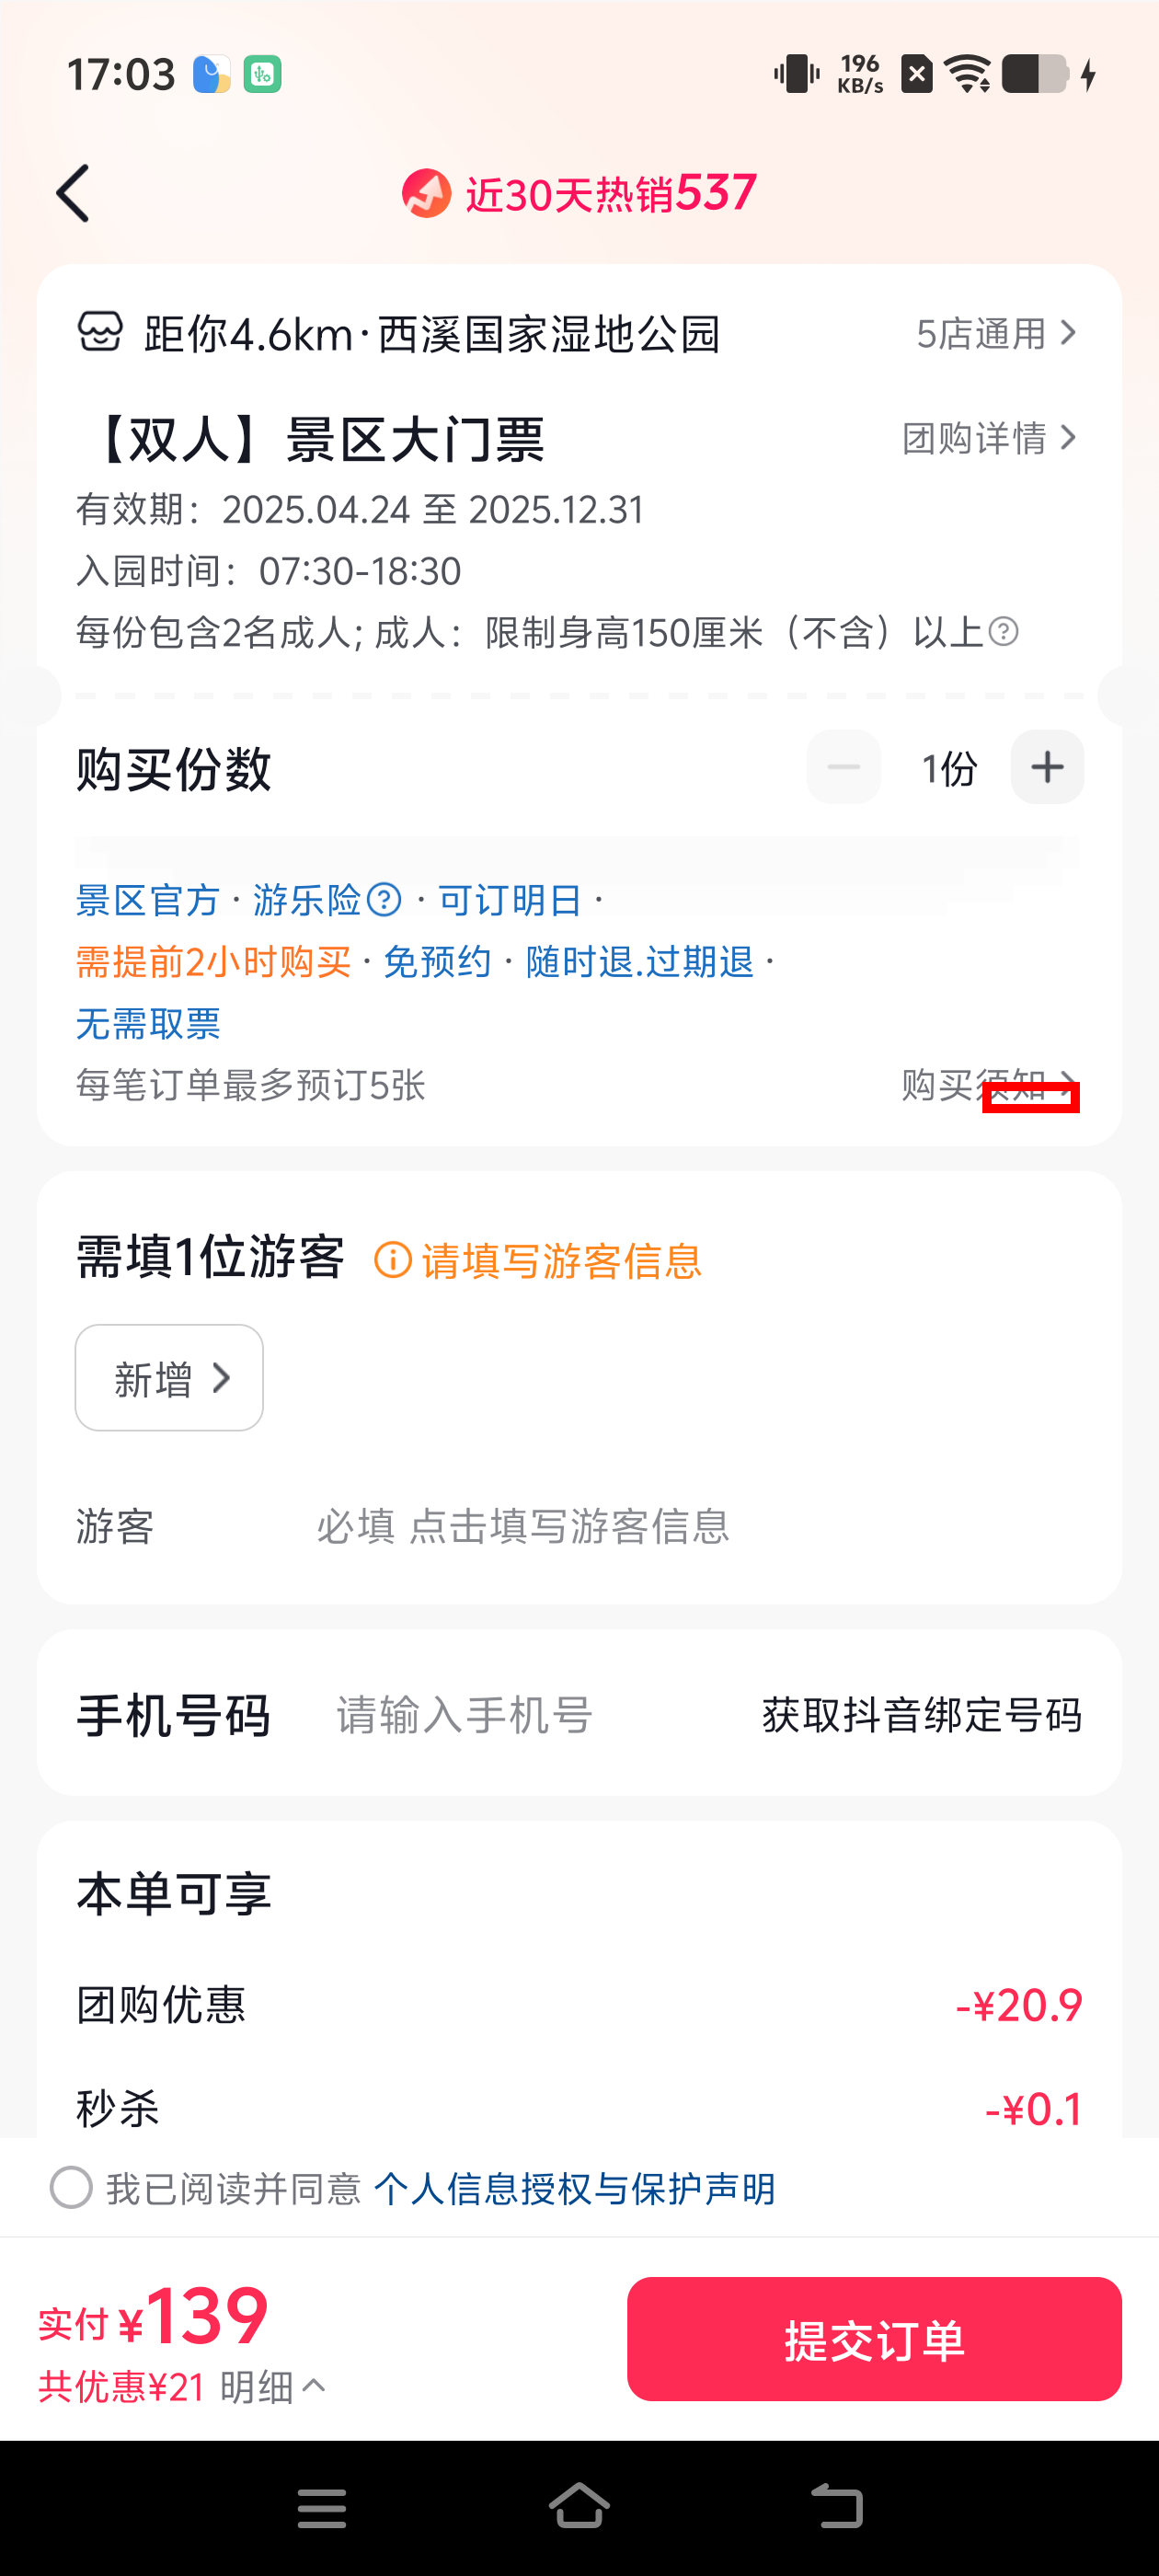 17:03
196 KB/s
近30天热销537
距你4.6km·西溪国家湿地公园 5店通用
【双人】景区大门票 团购详情
有效期：2025.04.24 至 2025.12.31
入园时间：07:30-18:30
每份包含2名成人; 成人：限制身高150厘米（不含）以上
购买份数 1份
景区官方 · 游乐险 · 可订明日 ·
需提前2小时购买 · 免预约 · 随时退.过期退 ·
无需取票
每笔订单最多预订5张 购买须知
需填1位游客 请填写游客信息
新增
游客 必填 点击填写游客信息
手机号码 请输入手机号 获取抖音绑定号码
本单可享
团购优惠 -¥20.9
秒杀 -¥0.1
我已阅读并同意 个人信息授权与保护声明
实付 ¥139
共优惠¥21 明细
提交订单